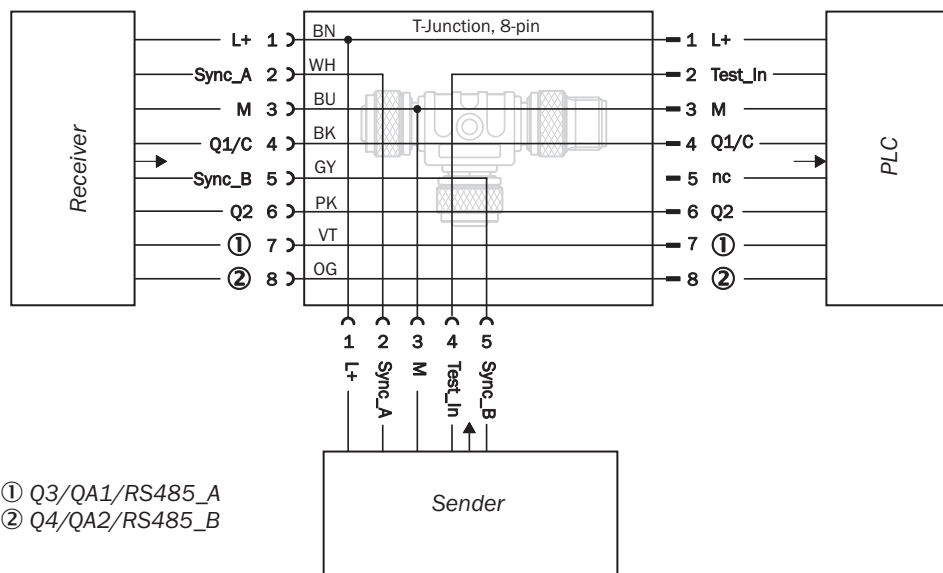 T-Junction, 8-pin
L+ 1 BN 1 L+
Sync_A 2 WH 2 Test_In
M 3 BU 3 M
Q1/C 4 BK 4 Q1/C
Sync_B 5 GY 5 nc
Q2 6 PK 6 Q2
① 7 VT 7 ①
② 8 OG 8 ②
Receiver
PLC
1 2 3 4 5
L+ Sync_A M Test_In Sync_B
Sender
① Q3/QA1/RS485_A
② Q4/QA2/RS485_B